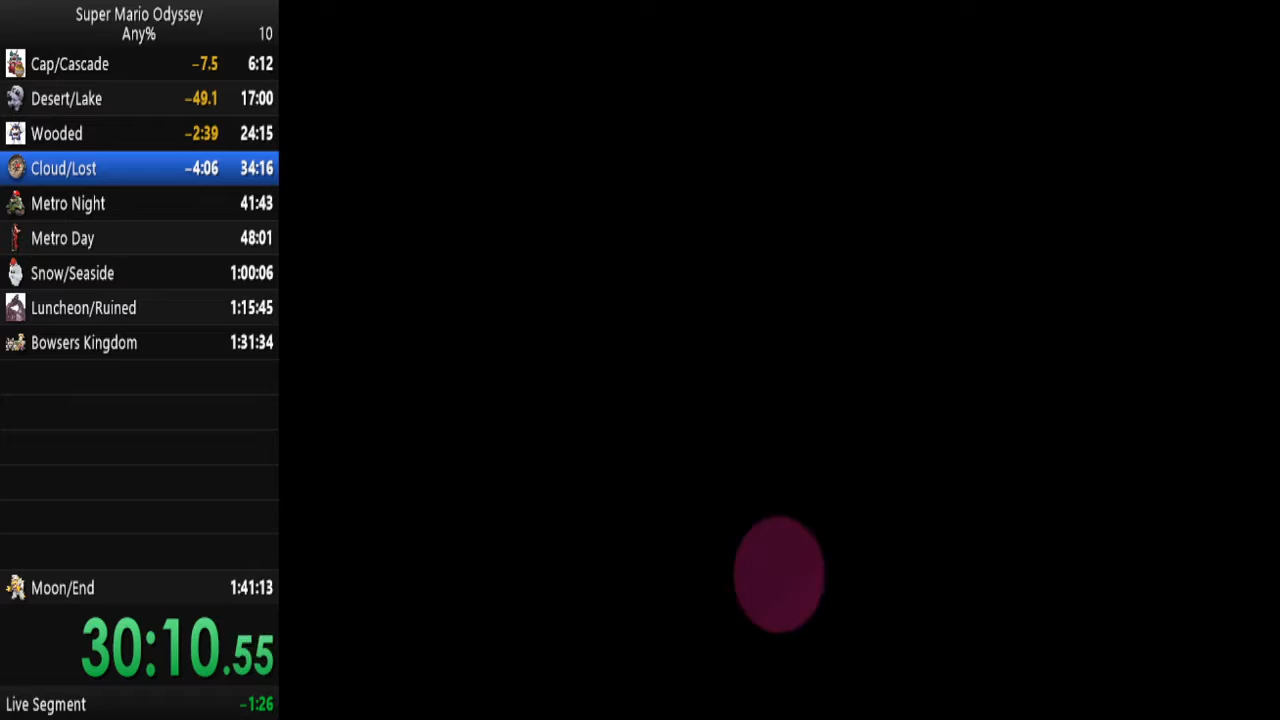 Super Mario Odyssey
Any% 10
Cap/Cascade −7.5 6:12
Desert/Lake −49.1 17:00
Wooded −2:39 24:15
Cloud/Lost −4:06 34:16
Metro Night 41:43
Metro Day 48:01
Snow/Seaside 1:00:06
Luncheon/Ruined 1:15:45
Bowsers Kingdom 1:31:34
Moon/End 1:41:13
30:10.55
Live Segment −1:26